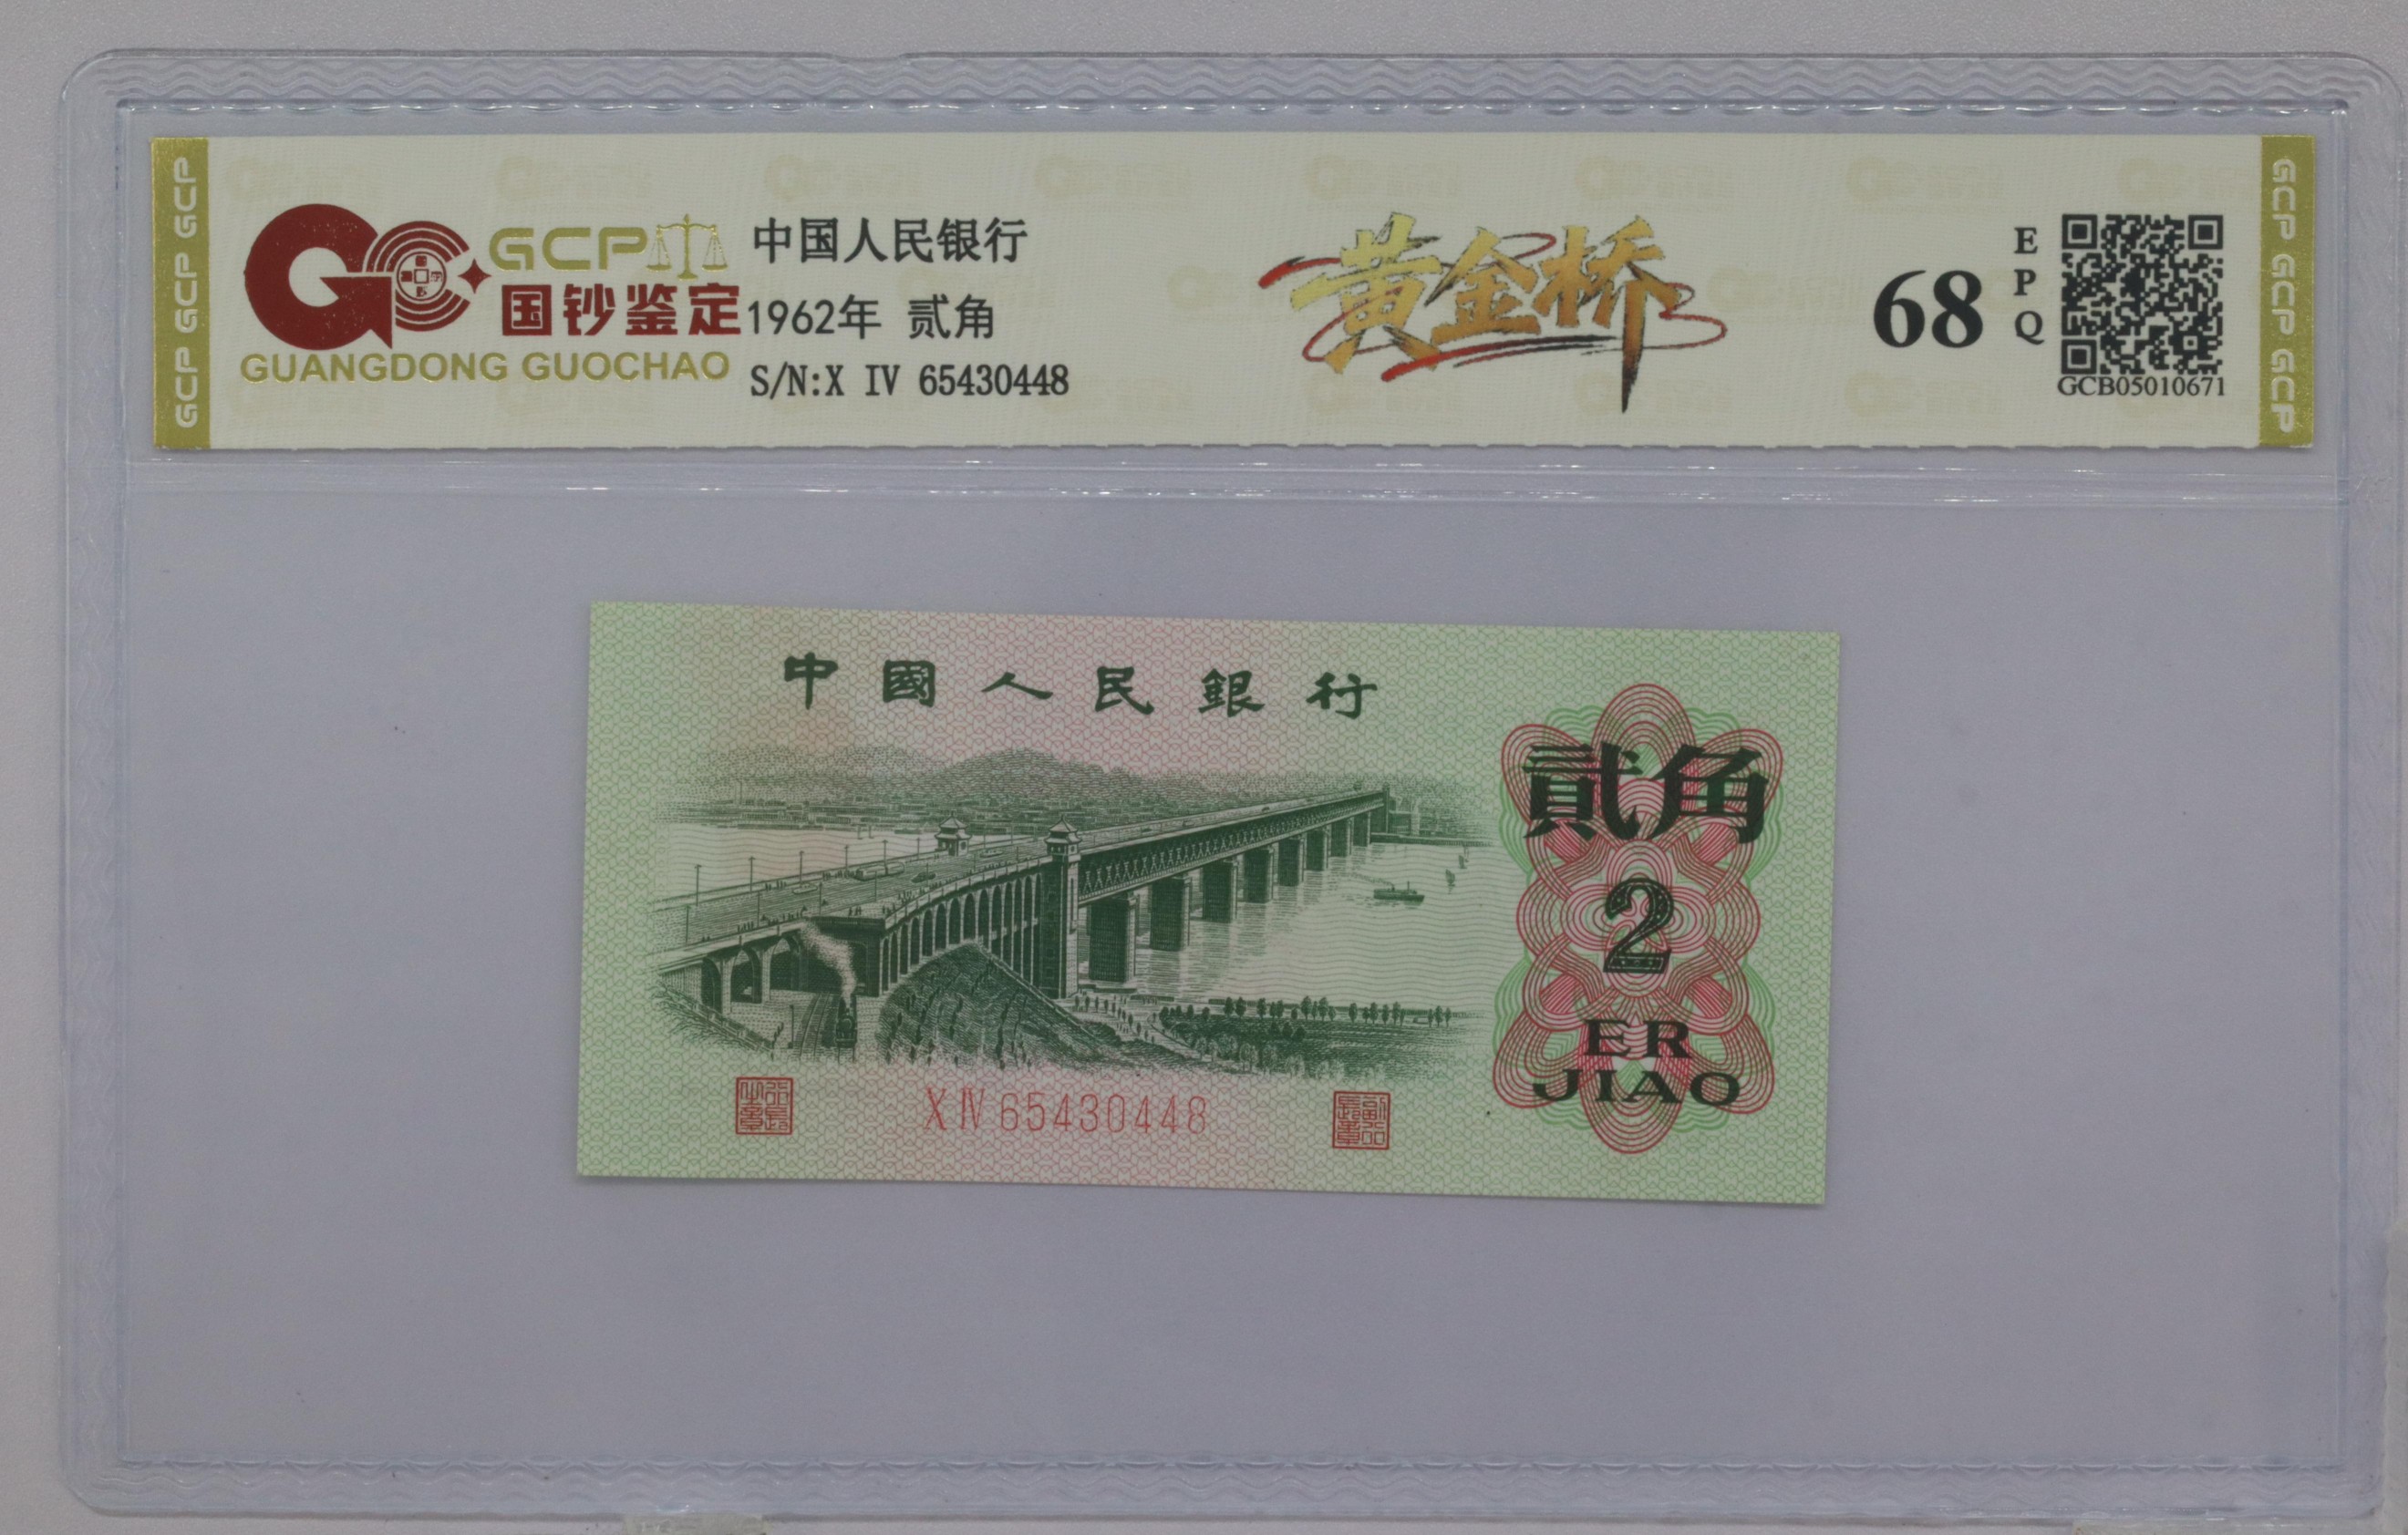 GCP GCP GCP
GCP
国钞鉴定
GUANGDONG GUOCHAO
中国人民银行
1962年 贰角
S/N:X IV 65430448
黄金桥
68
EPQ
GCB05010671
GCP GCP GCP
中國人民銀行
貳角
2
ER
JIAO
X IV 65430448